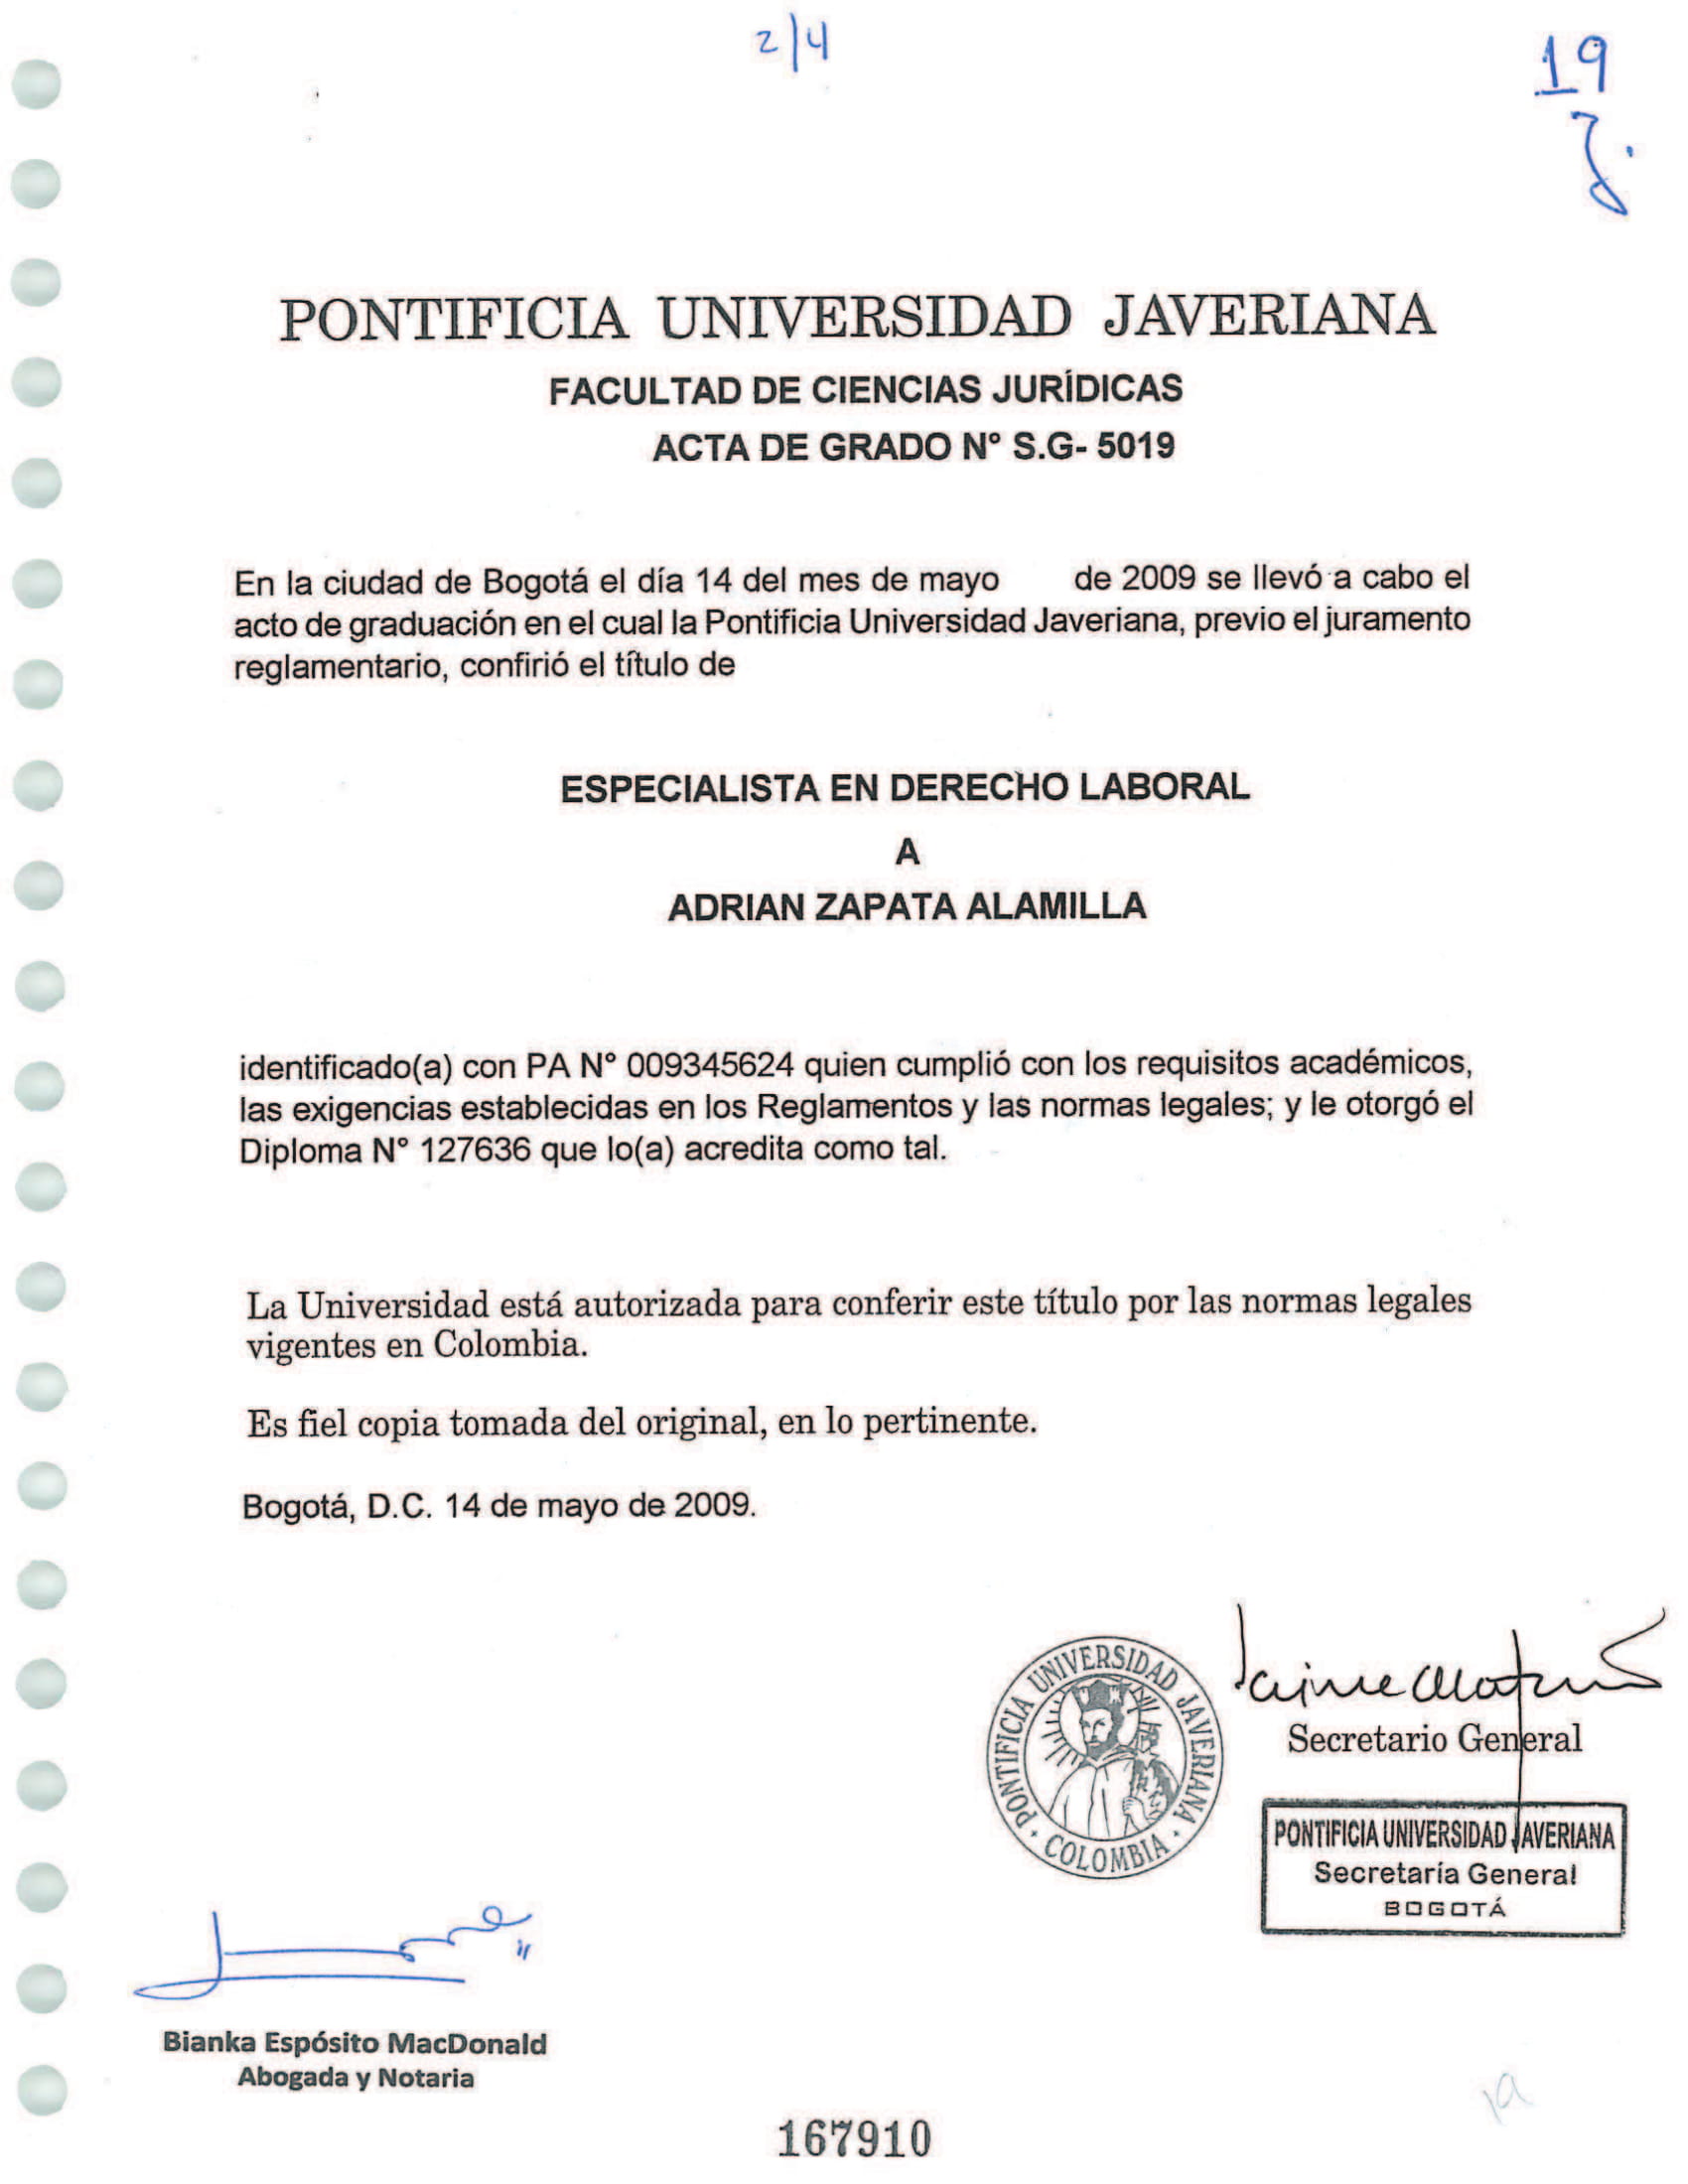 2/4
19
PONTIFICIA UNIVERSIDAD JAVERIANA
FACULTAD DE CIENCIAS JURÍDICAS
ACTA DE GRADO N° S.G- 5019
En la ciudad de Bogotá el día 14 del mes de mayo de 2009 se llevó a cabo el
acto de graduación en el cual la Pontificia Universidad Javeriana, previo el juramento
reglamentario, confirió el título de
ESPECIALISTA EN DERECHO LABORAL
A
ADRIAN ZAPATA ALAMILLA
identificado(a) con PA N° 009345624 quien cumplió con los requisitos académicos,
las exigencias establecidas en los Reglamentos y las normas legales; y le otorgó el
Diploma N° 127636 que lo(a) acredita como tal.
La Universidad está autorizada para conferir este título por las normas legales
vigentes en Colombia.
Es fiel copia tomada del original, en lo pertinente.
Bogotá, D.C. 14 de mayo de 2009.
PONTIFICIA UNIVERSIDAD JAVERIANA
COLOMBIA
Secretario General
PONTIFICIA UNIVERSIDAD JAVERIANA
Secretaría General
BOGOTÁ
Bianka Espósito MacDonald
Abogada y Notaria
167910